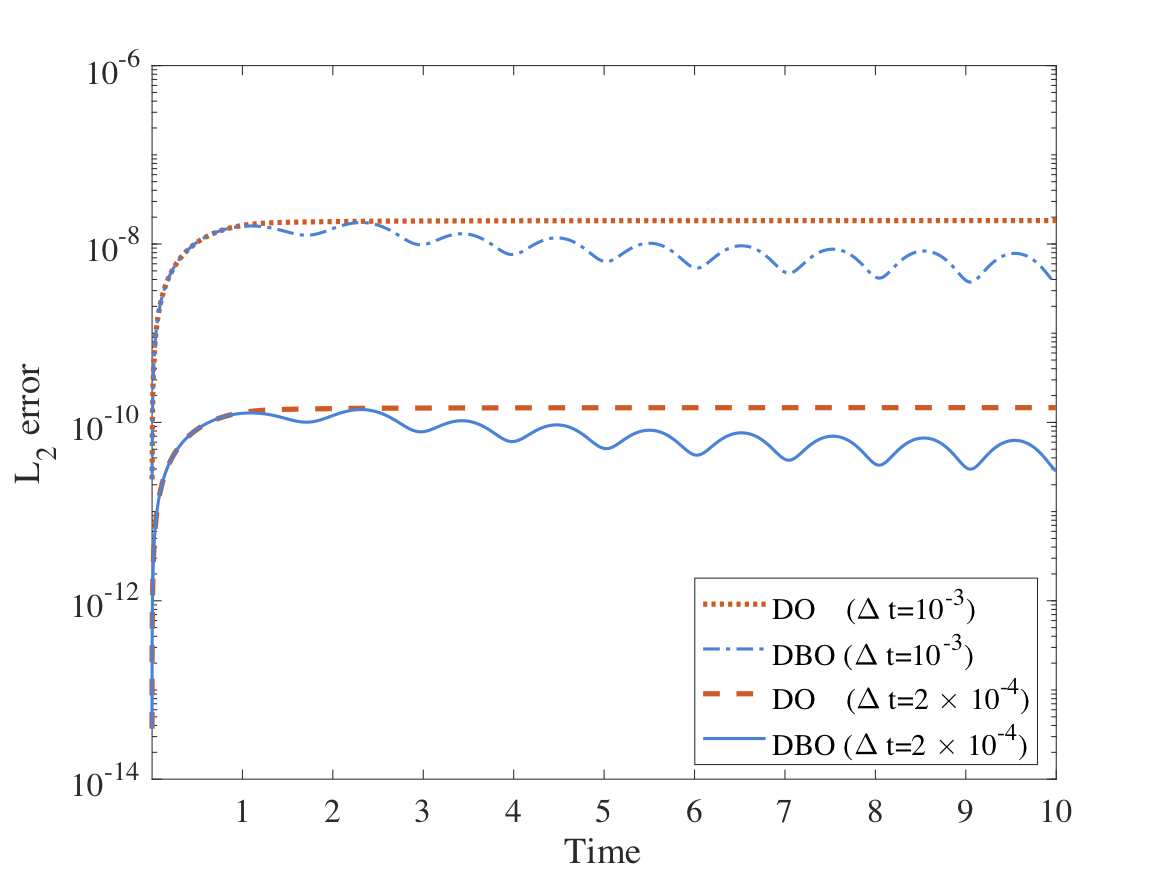 10^-6
10^-8
10^-10
10^-12
10^-14
L_2 error
DO (Δ t=10^-3)
DBO (Δ t=10^-3)
DO (Δ t=2 × 10^-4)
DBO (Δ t=2 × 10^-4)
1 2 3 4 5 6 7 8 9 10
Time